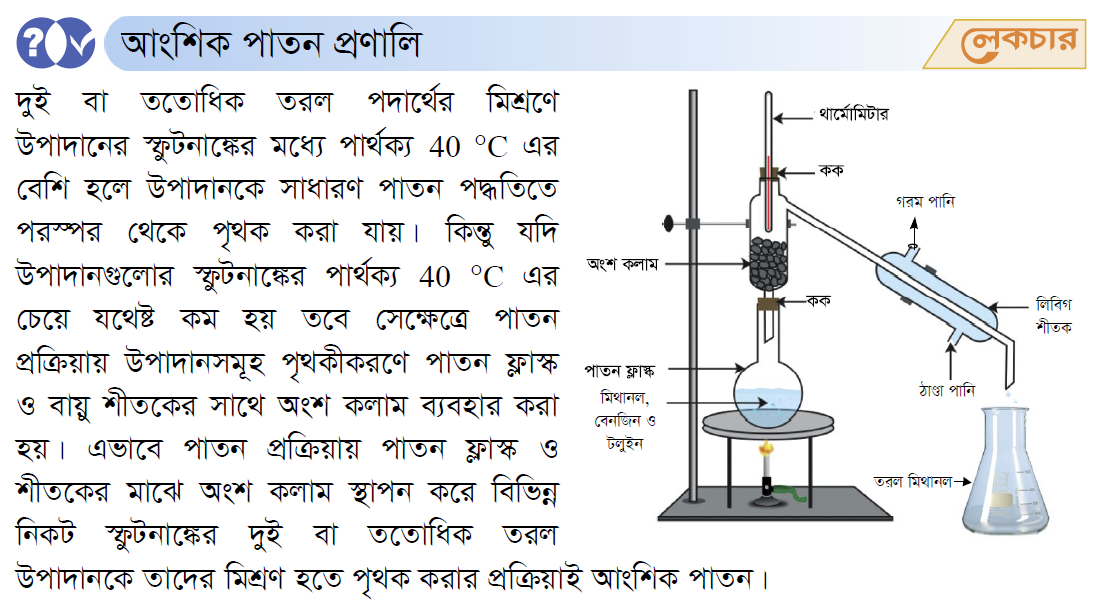 আংশিক পাতন প্রণালি
লেকচার
দুই বা ততোধিক তরল পদার্থের মিশ্রণে
উপাদানের স্ফুটনাঙ্কের মধ্যে পার্থক্য 40 °C এর
বেশি হলে উপাদানকে সাধারণ পাতন পদ্ধতিতে
পরস্পর থেকে পৃথক করা যায়। কিন্তু যদি
উপাদানগুলোর স্ফুটনাঙ্কের পার্থক্য 40 °C এর
চেয়ে যথেষ্ট কম হয় তবে সেক্ষেত্রে পাতন
প্রক্রিয়ায় উপাদানসমূহ পৃথকীকরণে পাতন ফ্লাস্ক
ও বায়ু শীতকের সাথে অংশ কলাম ব্যবহার করা
হয়। এভাবে পাতন প্রক্রিয়ায় পাতন ফ্লাস্ক ও
শীতকের মাঝে অংশ কলাম স্থাপন করে বিভিন্ন
নিকট স্ফুটনাঙ্কের দুই বা ততোধিক তরল
উপাদানকে তাদের মিশ্রণ হতে পৃথক করার প্রক্রিয়াই আংশিক পাতন।
থার্মোমিটার
কক
গরম পানি
অংশ কলাম
কক
লিবিগ
শীতক
পাতন ফ্লাস্ক
মিথানল,
বেনজিন ও
টলুইন
ঠাণ্ডা পানি
তরল মিথানল